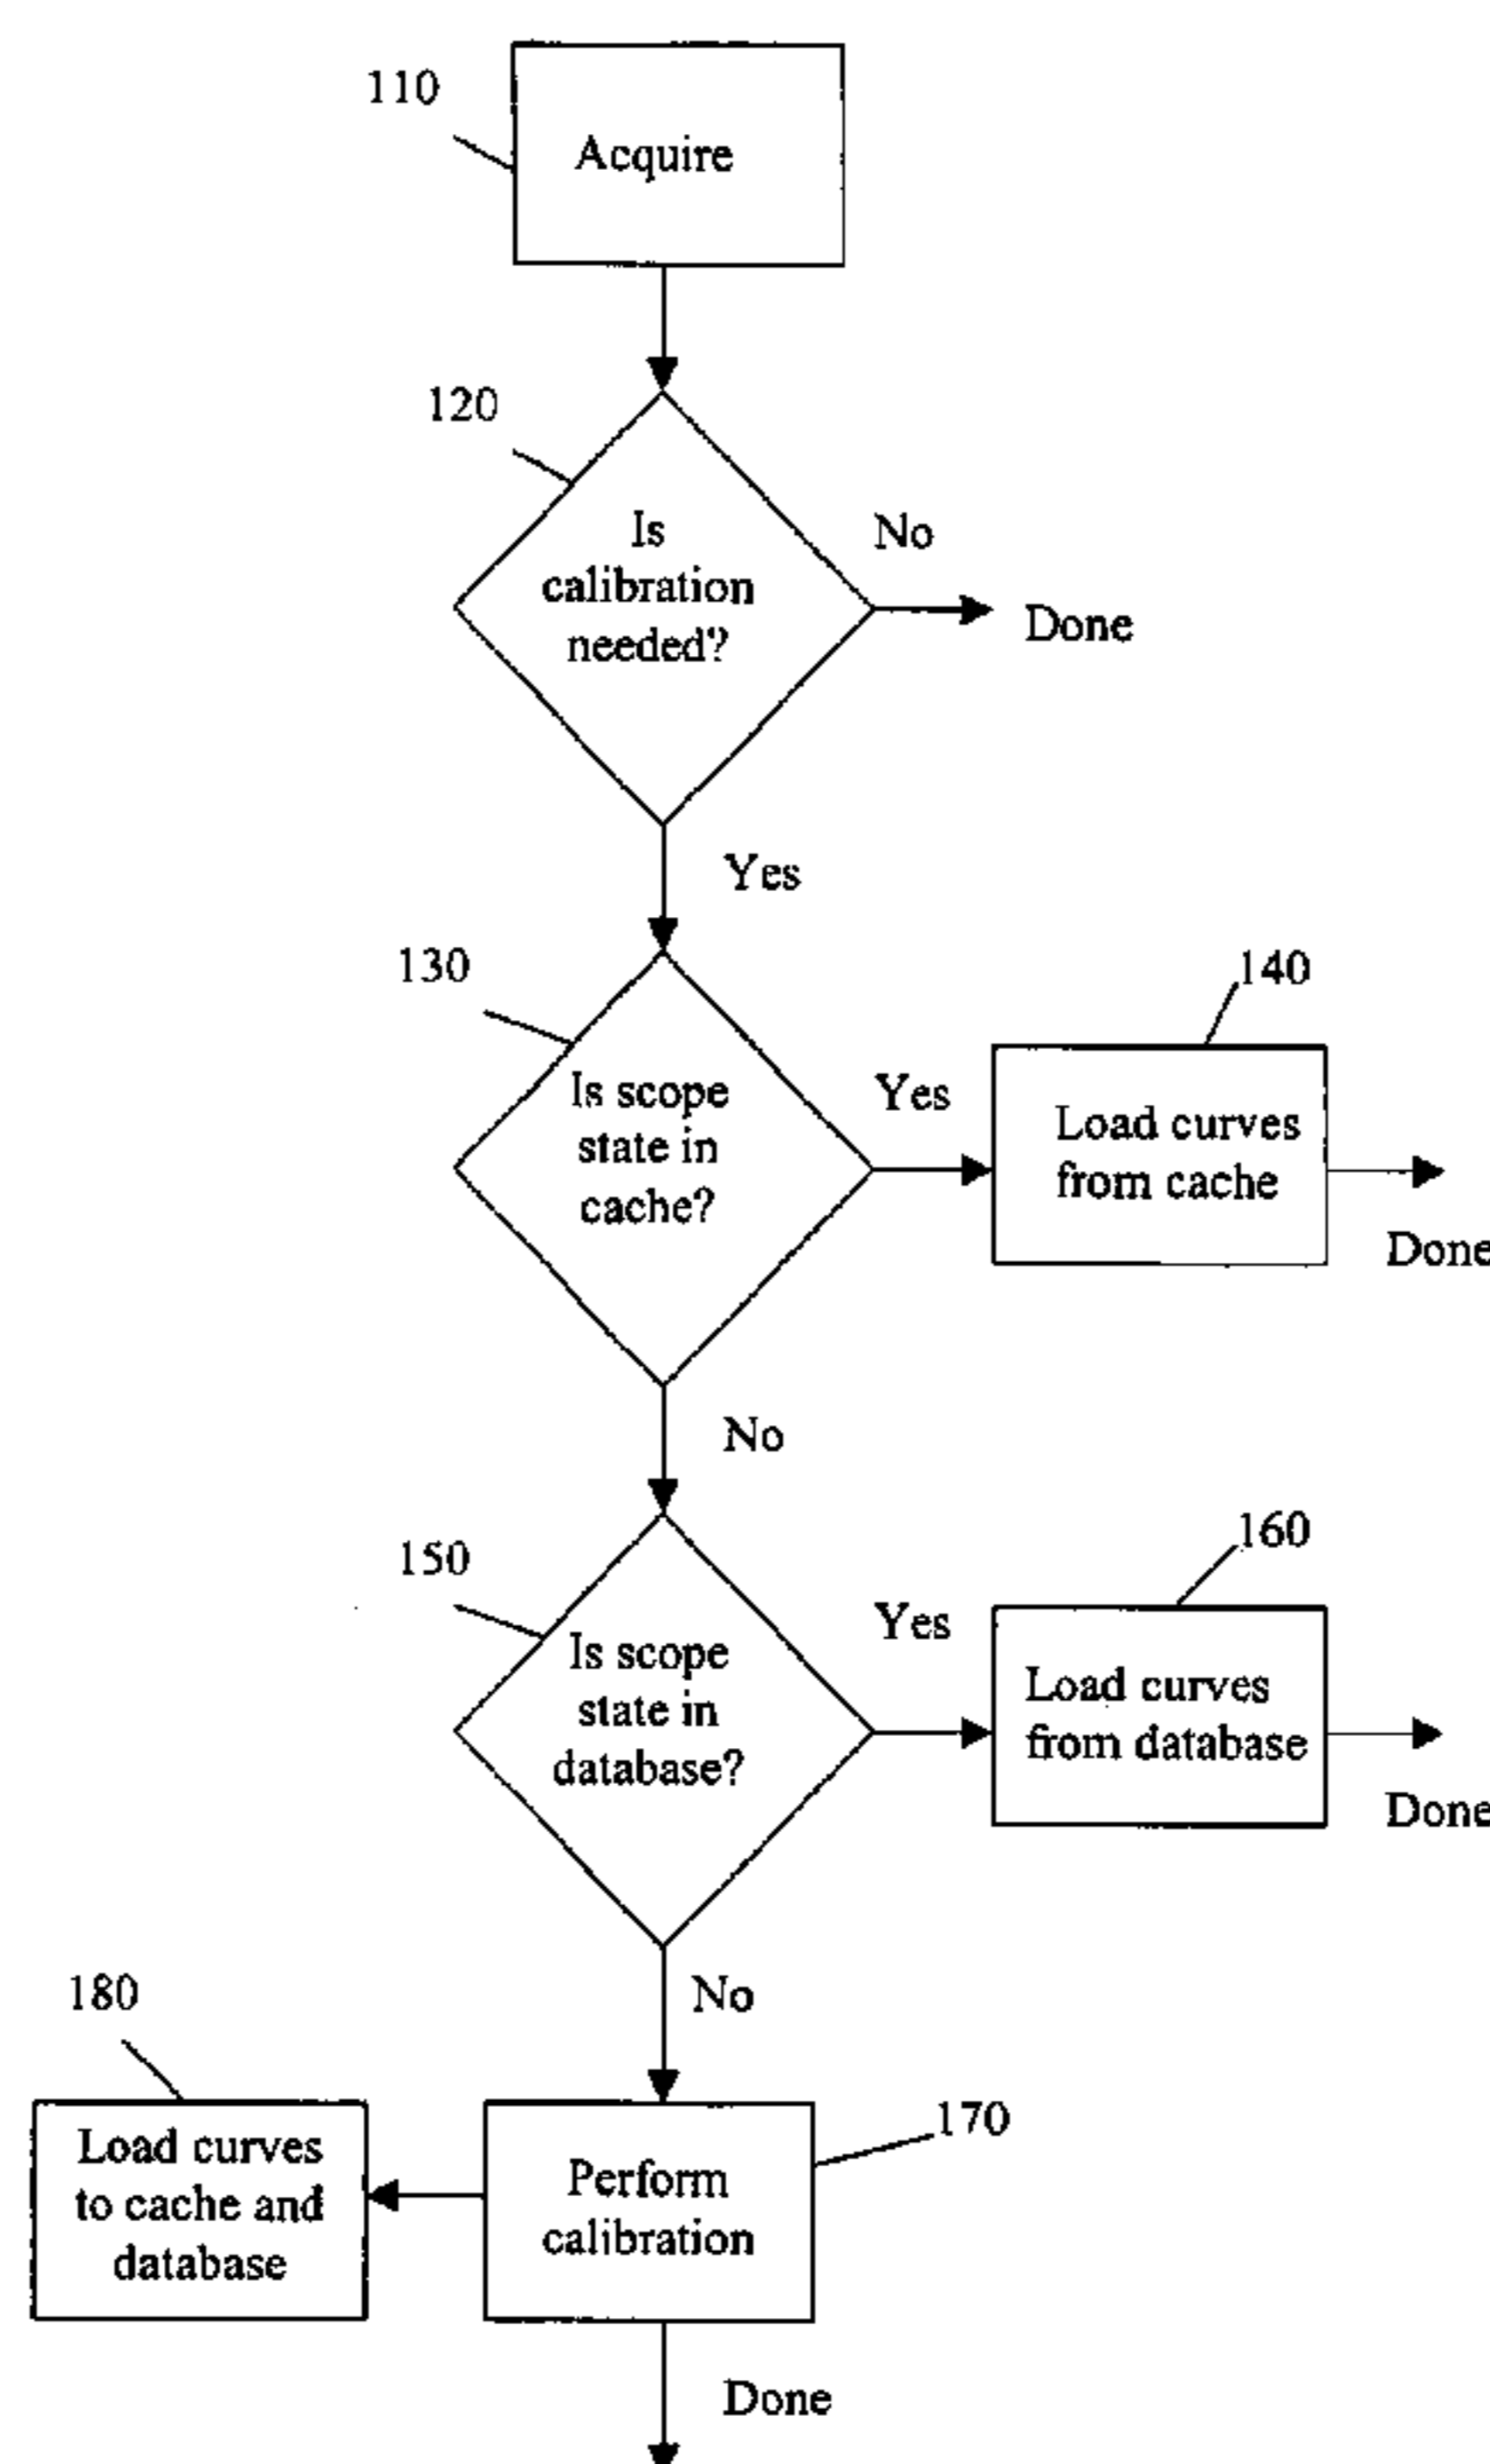 110
Acquire
120
Is
calibration
needed?
No
Done
Yes
130
Is scope
state in
cache?
Yes
140
Load curves
from cache
Done
No
150
Is scope
state in
database?
Yes
160
Load curves
from database
Done
No
180
Load curves
to cache and
database
170
Perform
calibration
Done